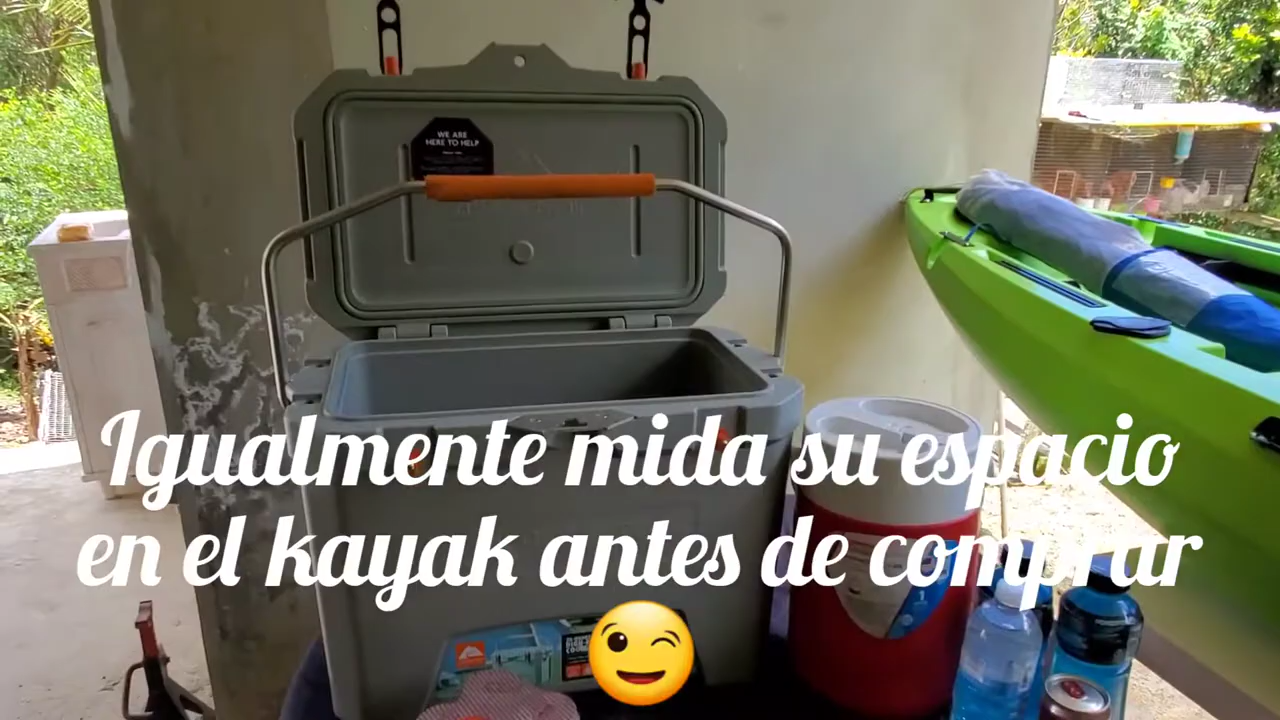 WE ARE
HERE TO HELP
Igualmente mida su espacio
en el kayak antes de comprar